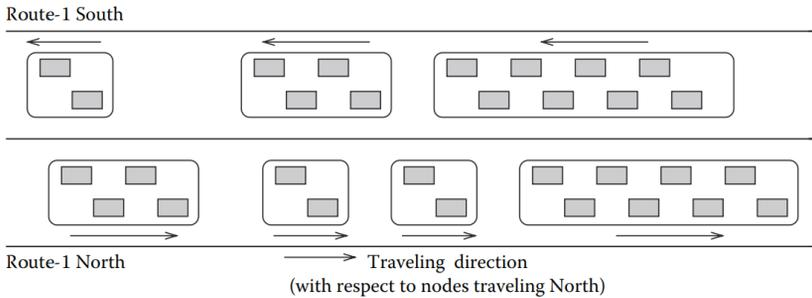 Route-1 South
Route-1 North
Traveling direction
(with respect to nodes traveling North)